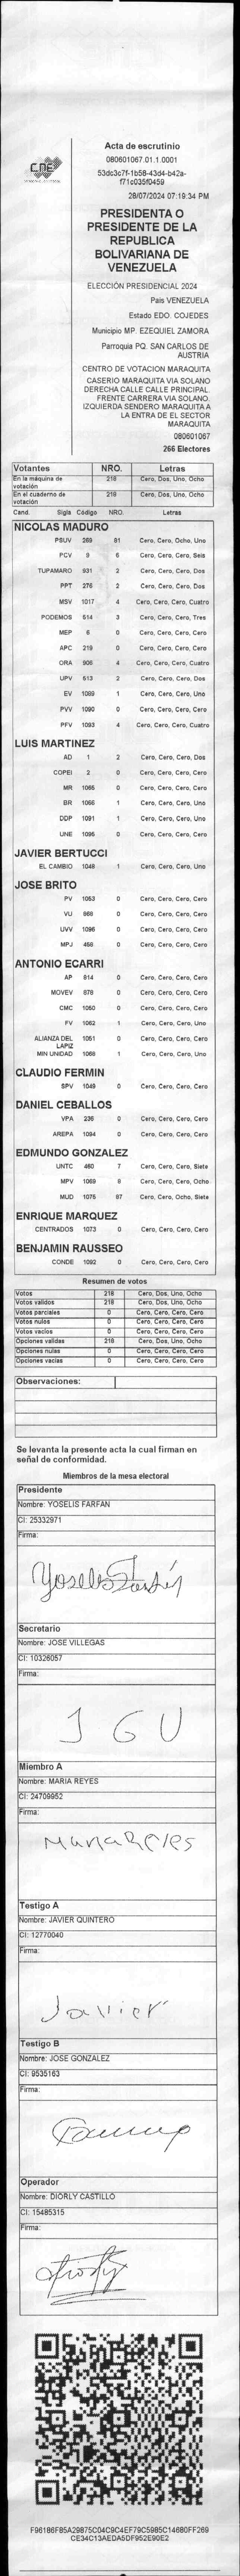 CNE
Acta de escrutinio
080601067.01.1.0001
53dc3c7f-1b58-43d4-b42a-
f71c035f0459
28/07/2024 07:19:34 PM
PRESIDENTA O
PRESIDENTE DE LA
REPUBLICA
BOLIVARIANA DE
VENEZUELA
ELECCIÓN PRESIDENCIAL 2024
Pais VENEZUELA
Estado EDO. COJEDES
Municipio MP. EZEQUIEL ZAMORA
Parroquia PQ. SAN CARLOS DE
AUSTRIA
CENTRO DE VOTACION MARAQUITA
CASERIO MARAQUITA VIA SOLANO
DERECHA CALLE CALLE PRINCIPAL.
FRENTE CARRERA VIA SOLANO.
IZQUIERDA SENDERO MARAQUITA A
LA ENTRA DE EL SECTOR
MARAQUITA
080601067
266 Electores
Votantes NRO. Letras
En la máquina de votación 218 Cero, Dos, Uno, Ocho
En el cuaderno de votación 218 Cero, Dos, Uno, Ocho
Cand. Sigla Código NRO. Letras
NICOLAS MADURO
PSUV 269 81 Cero, Cero, Ocho, Uno
PCV 9 6 Cero, Cero, Cero, Seis
TUPAMARO 931 2 Cero, Cero, Cero, Dos
PPT 276 2 Cero, Cero, Cero, Dos
MSV 1017 4 Cero, Cero, Cero, Cuatro
PODEMOS 514 3 Cero, Cero, Cero, Tres
MEP 6 0 Cero, Cero, Cero, Cero
APC 219 0 Cero, Cero, Cero, Cero
ORA 906 4 Cero, Cero, Cero, Cuatro
UPV 513 2 Cero, Cero, Cero, Dos
EV 1089 1 Cero, Cero, Cero, Uno
PVV 1090 0 Cero, Cero, Cero, Cero
PFV 1093 4 Cero, Cero, Cero, Cuatro
LUIS MARTINEZ
AD 1 2 Cero, Cero, Cero, Dos
COPEI 2 0 Cero, Cero, Cero, Cero
MR 1065 0 Cero, Cero, Cero, Cero
BR 1066 1 Cero, Cero, Cero, Uno
DDP 1091 1 Cero, Cero, Cero, Uno
UNE 1095 0 Cero, Cero, Cero, Cero
JAVIER BERTUCCI
EL CAMBIO 1048 1 Cero, Cero, Cero, Uno
JOSE BRITO
PV 1053 0 Cero, Cero, Cero, Cero
VU 868 0 Cero, Cero, Cero, Cero
UVV 1096 0 Cero, Cero, Cero, Cero
MPJ 458 0 Cero, Cero, Cero, Cero
ANTONIO ECARRI
AP 814 0 Cero, Cero, Cero, Cero
MOVEV 878 0 Cero, Cero, Cero, Cero
CMC 1050 0 Cero, Cero, Cero, Cero
FV 1062 1 Cero, Cero, Cero, Uno
ALIANZA DEL LAPIZ 1051 0 Cero, Cero, Cero, Cero
MIN UNIDAD 1068 1 Cero, Cero, Cero, Uno
CLAUDIO FERMIN
SPV 1049 0 Cero, Cero, Cero, Cero
DANIEL CEBALLOS
VPA 236 0 Cero, Cero, Cero, Cero
AREPA 1094 0 Cero, Cero, Cero, Cero
EDMUNDO GONZALEZ
UNTC 460 7 Cero, Cero, Cero, Siete
MPV 1069 8 Cero, Cero, Cero, Ocho
MUD 1075 87 Cero, Cero, Ocho, Siete
ENRIQUE MARQUEZ
CENTRADOS 1073 0 Cero, Cero, Cero, Cero
BENJAMIN RAUSSEO
CONDE 1092 0 Cero, Cero, Cero, Cero
Resumen de votos
Votos 218 Cero, Dos, Uno, Ocho
Votos validos 218 Cero, Dos, Uno, Ocho
Votos parciales 0 Cero, Cero, Cero, Cero
Votos nulos 0 Cero, Cero, Cero, Cero
Votos vacios 0 Cero, Cero, Cero, Cero
Opciones validas 218 Cero, Dos, Uno, Ocho
Opciones nulas 0 Cero, Cero, Cero, Cero
Opciones vacias 0 Cero, Cero, Cero, Cero
Observaciones:
Se levanta la presente acta la cual firman en
señal de conformidad.
Miembros de la mesa electoral
Presidente
Nombre: YOSELIS FARFAN
CI: 25332971
Firma:
Yoselis Farfán
Secretario
Nombre: JOSE VILLEGAS
CI: 10326057
Firma:
J G V
Miembro A
Nombre: MARIA REYES
CI: 24709952
Firma:
Maria Reyes
Testigo A
Nombre: JAVIER QUINTERO
CI: 12770040
Firma:
Javier
Testigo B
Nombre: JOSE GONZALEZ
CI: 9535163
Firma:
Operador
Nombre: DIORLY CASTILLO
CI: 15485315
Firma:
F96186F85A29875C04C9C4EF79C5985C14680FF269
CE34C13AEDA5DF952E90E2